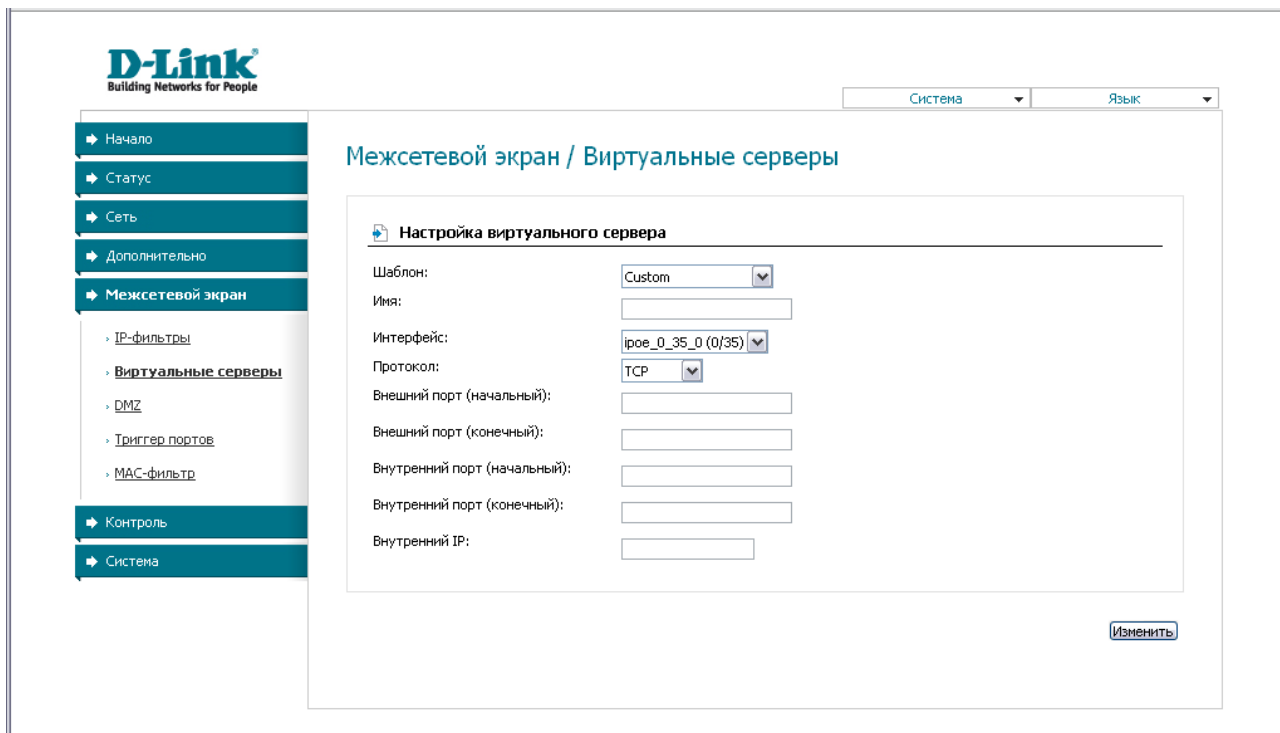 D-Link
Building Networks for People
Система
Язык
Начало
Статус
Сеть
Дополнительно
Межсетевой экран
IP-фильтры
Виртуальные серверы
DMZ
Триггер портов
MAC-фильтр
Контроль
Система
Межсетевой экран / Виртуальные серверы
Настройка виртуального сервера
Шаблон: Custom
Имя:
Интерфейс: ipoe_0_35_0 (0/35)
Протокол: TCP
Внешний порт (начальный):
Внешний порт (конечный):
Внутренний порт (начальный):
Внутренний порт (конечный):
Внутренний IP:
Изменить